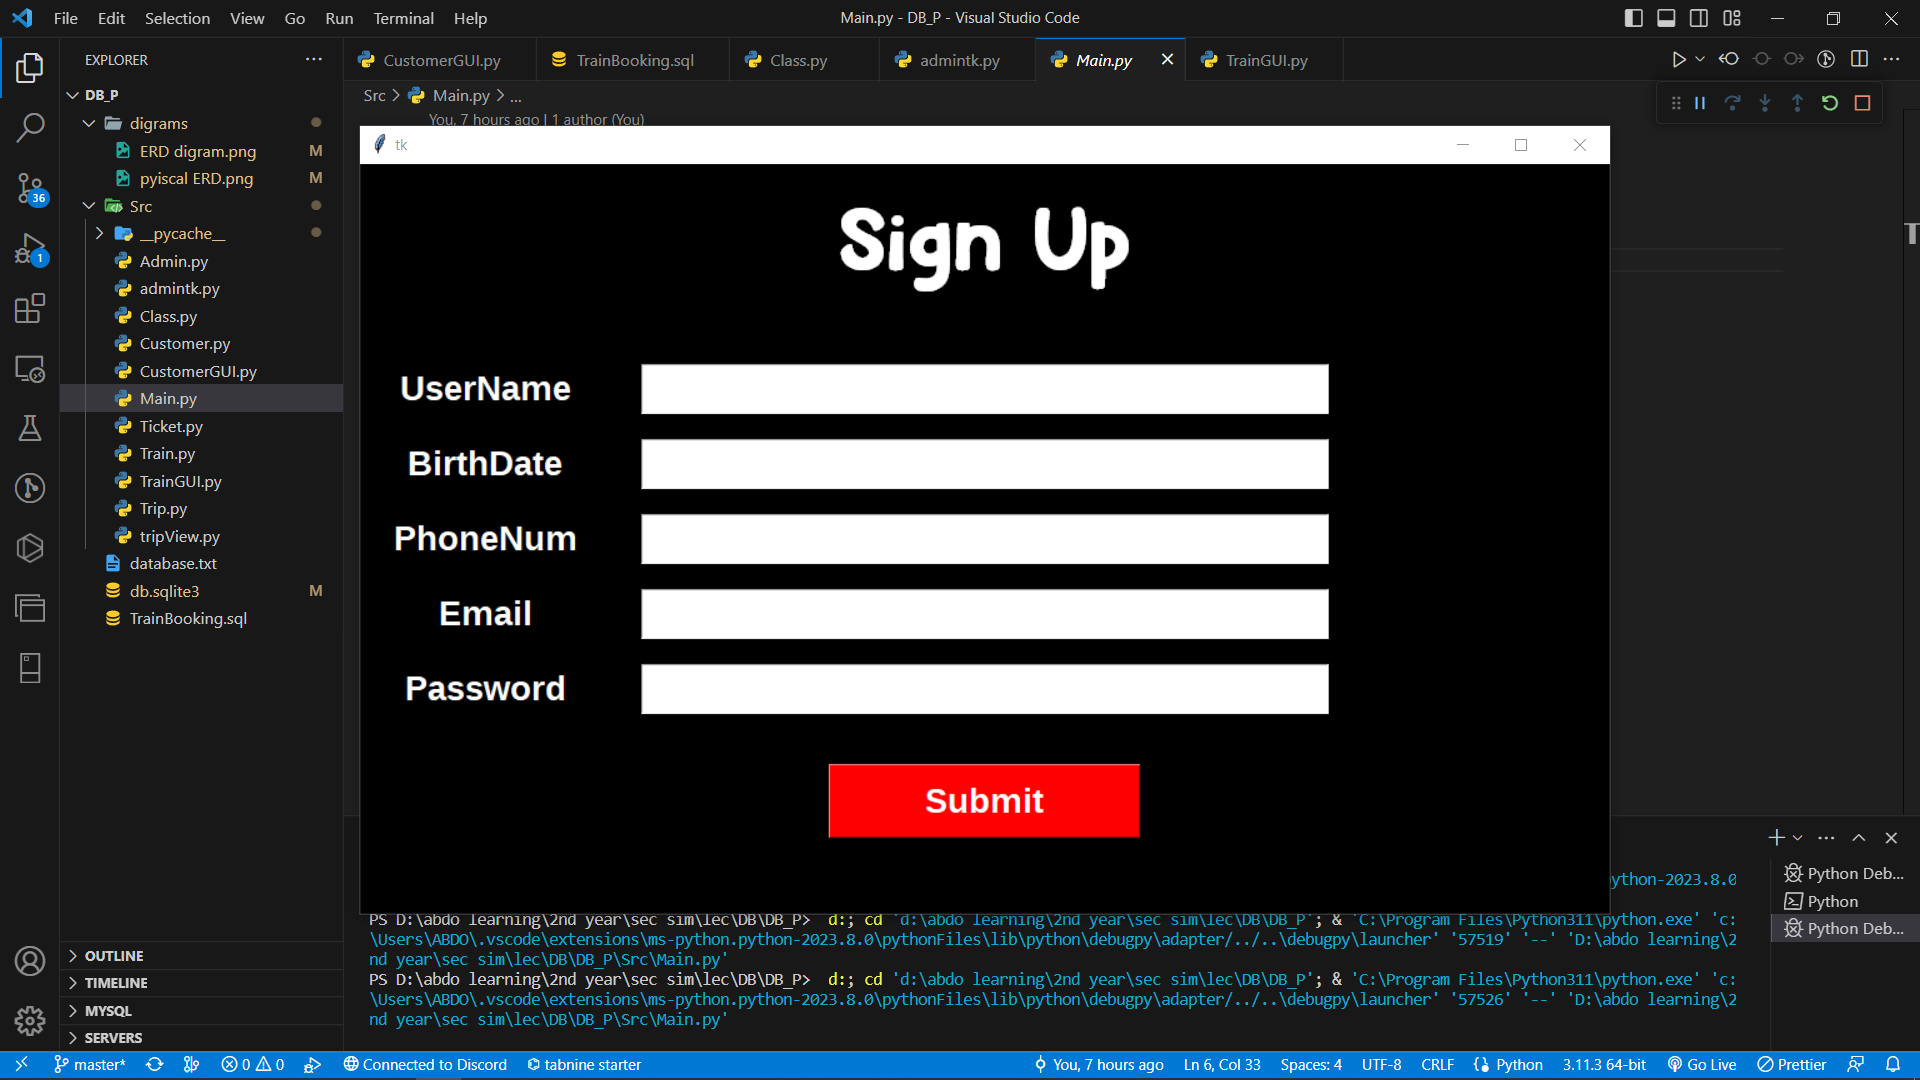 File Edit Selection View Go Run Terminal Help
Main.py - DB_P - Visual Studio Code
EXPLORER
CustomerGUI.py
TrainBooking.sql
Class.py
admintk.py
Main.py
TrainGUI.py
DB_P
Src > Main.py > ...
You, 7 hours ago | 1 author (You)
digrams
ERD digram.png M
pyiscal ERD.png M
Src
__pycache__
Admin.py
admintk.py
Class.py
Customer.py
CustomerGUI.py
Main.py
Ticket.py
Train.py
TrainGUI.py
Trip.py
tripView.py
database.txt
db.sqlite3 M
TrainBooking.sql
36
1
tk
Sign Up
UserName
BirthDate
PhoneNum
Email
Password
Submit
ython-2023.8.0
PS D:\abdo learning\2nd year\sec sim\lec\DB\DB_P> d:; cd 'd:\abdo learning\2nd year\sec sim\lec\DB\DB_P'; & 'C:\Program Files\Python311\python.exe' 'c:
\Users\ABDO\.vscode\extensions\ms-python.python-2023.8.0\pythonFiles\lib\python\debugpy\adapter/../..\debugpy\launcher' '57519' '--' 'D:\abdo learning\2
nd year\sec sim\lec\DB\DB_P\Src\Main.py'
PS D:\abdo learning\2nd year\sec sim\lec\DB\DB_P> d:; cd 'd:\abdo learning\2nd year\sec sim\lec\DB\DB_P'; & 'C:\Program Files\Python311\python.exe' 'c:
\Users\ABDO\.vscode\extensions\ms-python.python-2023.8.0\pythonFiles\lib\python\debugpy\adapter/../..\debugpy\launcher' '57526' '--' 'D:\abdo learning\2
nd year\sec sim\lec\DB\DB_P\Src\Main.py'
Python Deb...
Python
Python Deb...
OUTLINE
TIMELINE
MYSQL
SERVERS
master* 0 0 Connected to Discord tabnine starter
You, 7 hours ago Ln 6, Col 33 Spaces: 4 UTF-8 CRLF Python 3.11.3 64-bit Go Live Prettier